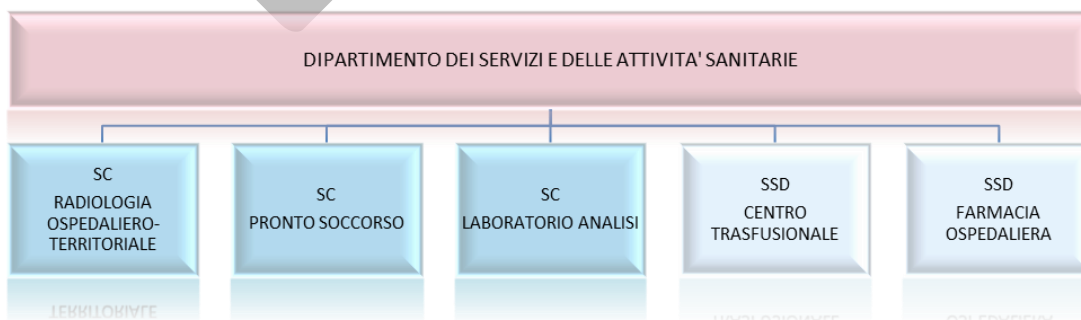 DIPARTIMENTO DEI SERVIZI E DELLE ATTIVITA' SANITARIE
SC
RADIOLOGIA
OSPEDALIERO-
TERRITORIALE
SC
PRONTO SOCCORSO
SC
LABORATORIO ANALISI
SSD
CENTRO
TRASFUSIONALE
SSD
FARMACIA
OSPEDALIERA